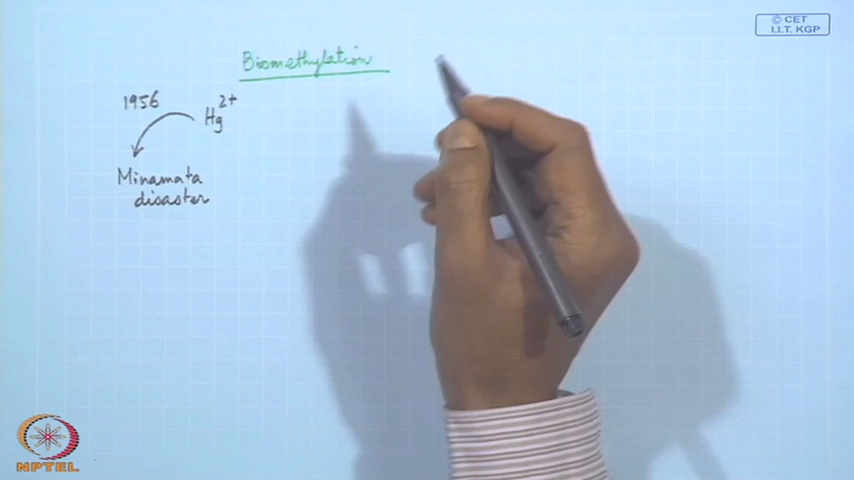 © CET
I.I.T. KGP
Biomethylation
1956
Hg2+
Minamata
disaster
NPTEL